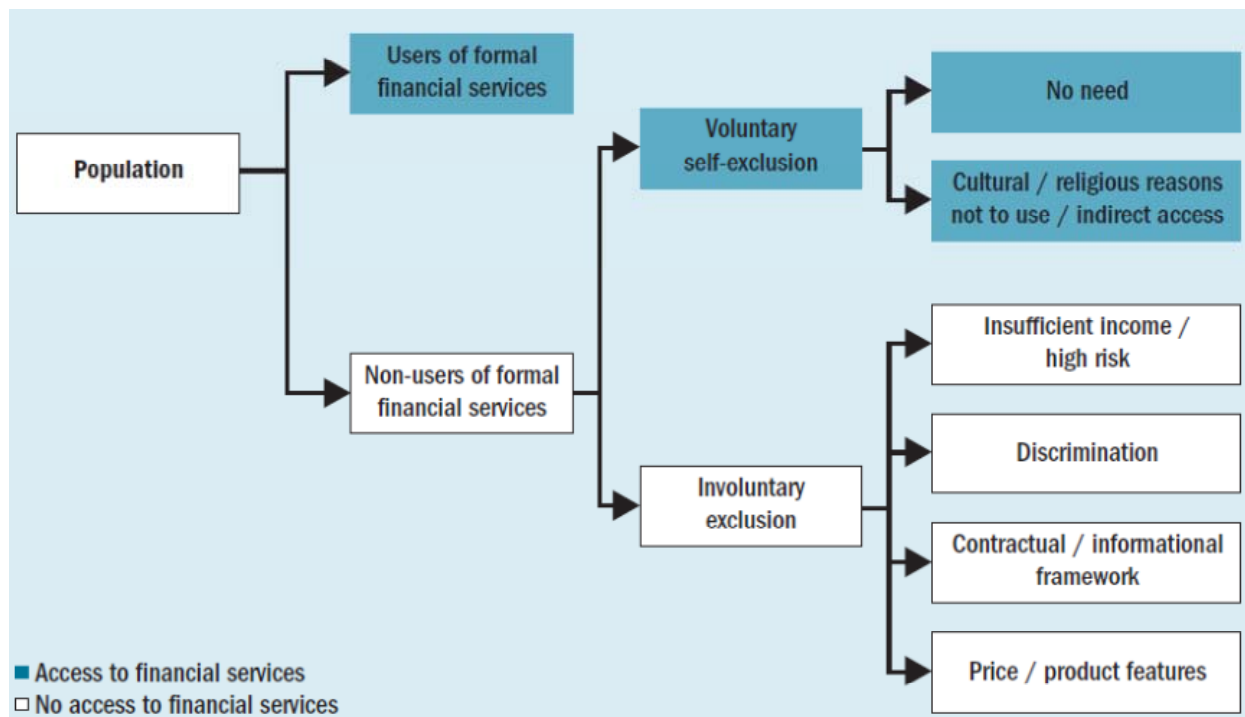 Users of formal
financial services
Population
Voluntary
self-exclusion
No need
Cultural / religious reasons
not to use / indirect access
Non-users of formal
financial services
Involuntary
exclusion
Insufficient income /
high risk
Discrimination
Contractual / informational
framework
Price / product features
Access to financial services
No access to financial services